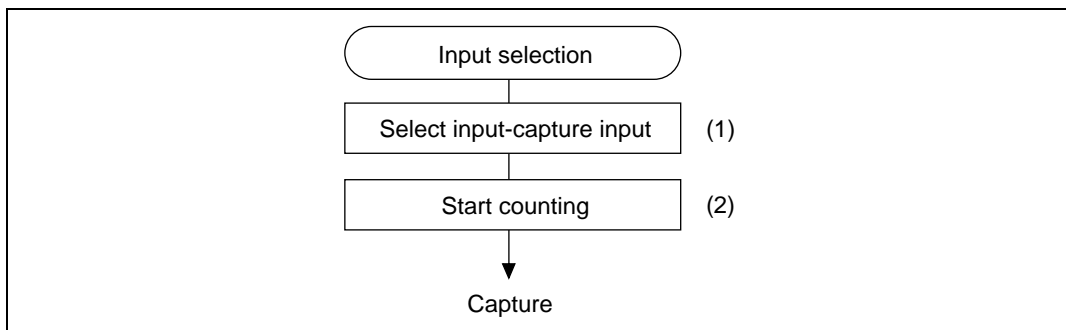 Input selection
Select input-capture input (1)
Start counting (2)
Capture